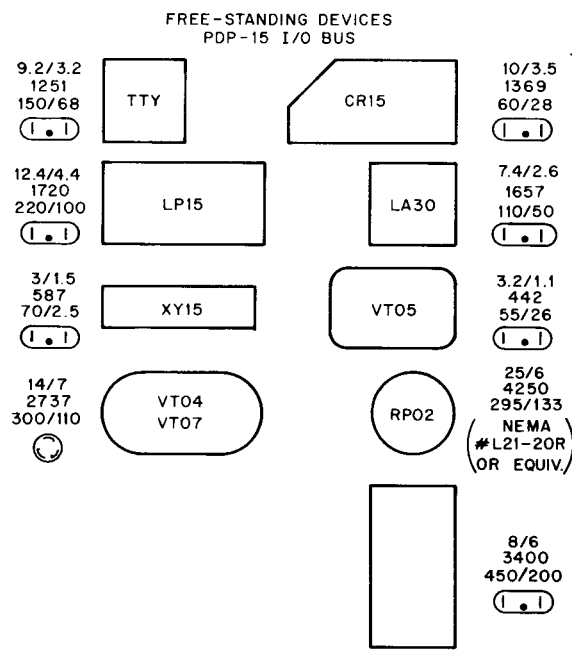 FREE-STANDING DEVICES
PDP-15 I/O BUS
9.2/3.2
1251
150/68
TTY
CR15
10/3.5
1369
60/28
12.4/4.4
1720
220/100
LP15
LA30
7.4/2.6
1657
110/50
3/1.5
587
70/2.5
XY15
VT05
3.2/1.1
442
55/26
14/7
2737
300/110
VT04
VT07
RP02
25/6
4250
295/133
(NEMA
#L21-20R
OR EQUIV.)
8/6
3400
450/200